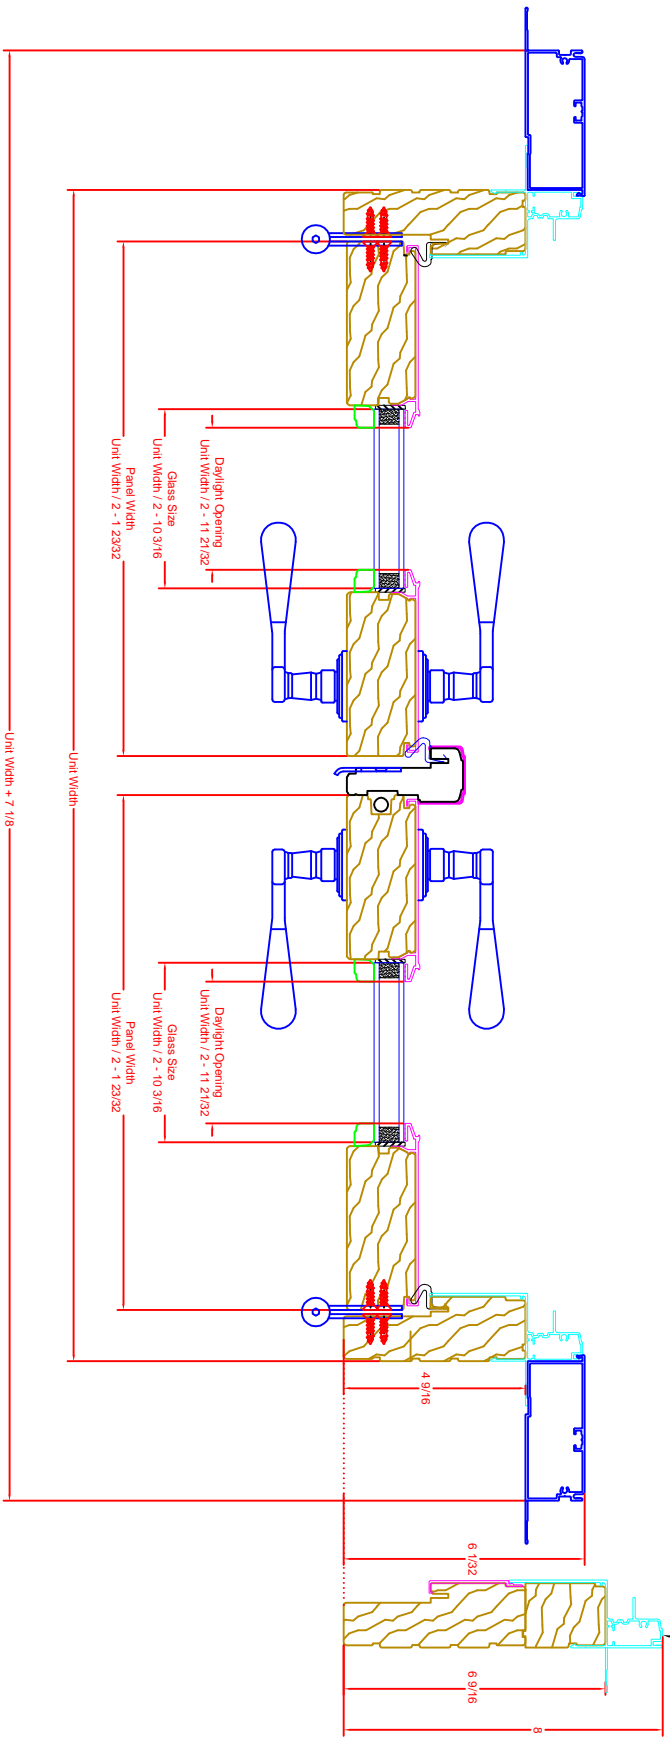 Daylight Opening
Unit Width / 2 - 11 21/32
Glass Size
Unit Width / 2 - 10 3/16
Panel Width
Unit Width / 2 - 1 23/32
Unit Width
Unit Width + 7 1/8
Daylight Opening
Unit Width / 2 - 11 21/32
Glass Size
Unit Width / 2 - 10 3/16
Panel Width
Unit Width / 2 - 1 23/32
4 9/16
6 1/32
6 9/16
8